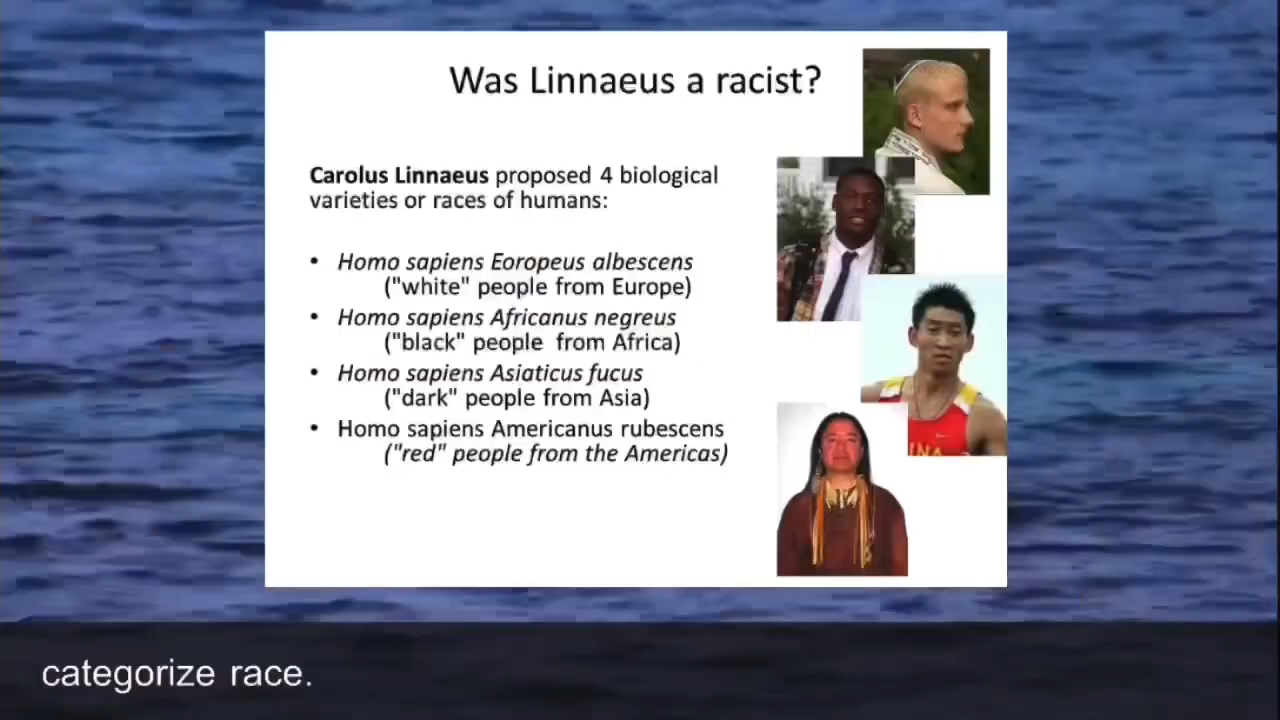 Was Linnaeus a racist?
Carolus Linnaeus proposed 4 biological
varieties or races of humans:
• Homo sapiens Eoropeus albescens
("white" people from Europe)
• Homo sapiens Africanus negreus
("black" people from Africa)
• Homo sapiens Asiaticus fucus
("dark" people from Asia)
• Homo sapiens Americanus rubescens
("red" people from the Americas)
INA
categorize race.